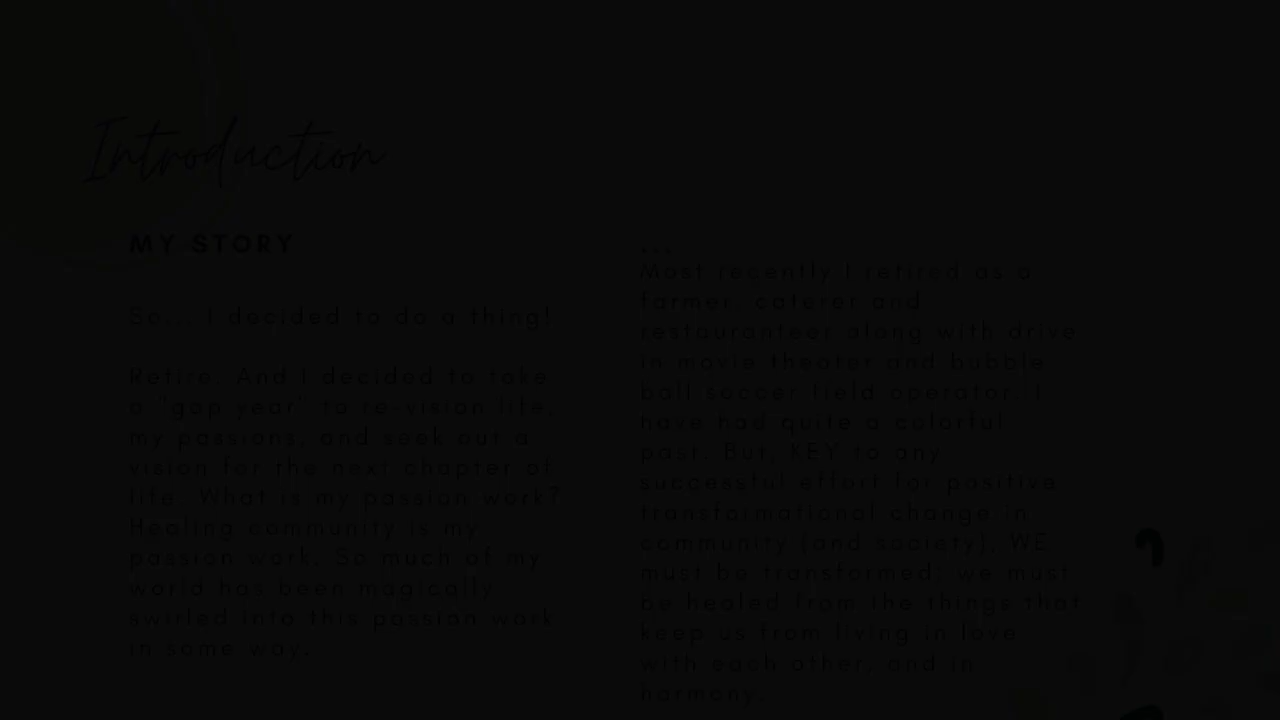 Introduction
MY STORY
So... I decided to do a thing!
Retire. And I decided to take
a "gap year" to re-vision life,
my passions, and seek out a
vision for the next chapter of
life. What is my passion work?
Healing community is my
passion work. So much of my
world has been magically
swirled into this passion work
in some way.
...
Most recently I retired as a
farmer, caterer and
restauranteer along with drive
in movie theater and bubble
ball soccer field operator. I
have had quite a colorful
past. But, KEY to any
successful effort for positive
transformational change in
community [and society], WE
must be transformed; we must
be healed from the things that
keep us from living in love
with each other, and in
harmony.